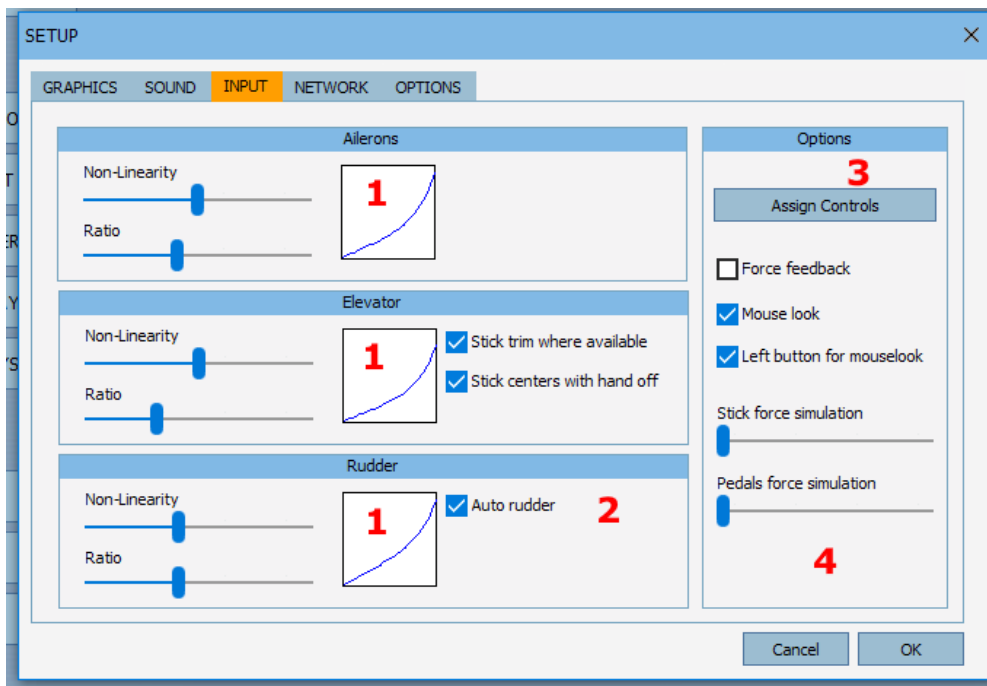 SETUP
GRAPHICS SOUND INPUT NETWORK OPTIONS
Ailerons
Non-Linearity
Ratio
1
Elevator
Non-Linearity
Ratio
1
Stick trim where available
Stick centers with hand off
Rudder
Non-Linearity
Ratio
1
Auto rudder
2
Options
3
Assign Controls
Force feedback
Mouse look
Left button for mouselook
Stick force simulation
Pedals force simulation
4
Cancel OK